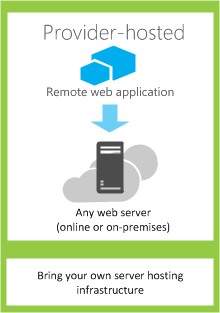 Provider-hosted
Remote web application
Any web server
(online or on-premises)
Bring your own server hosting
infrastructure